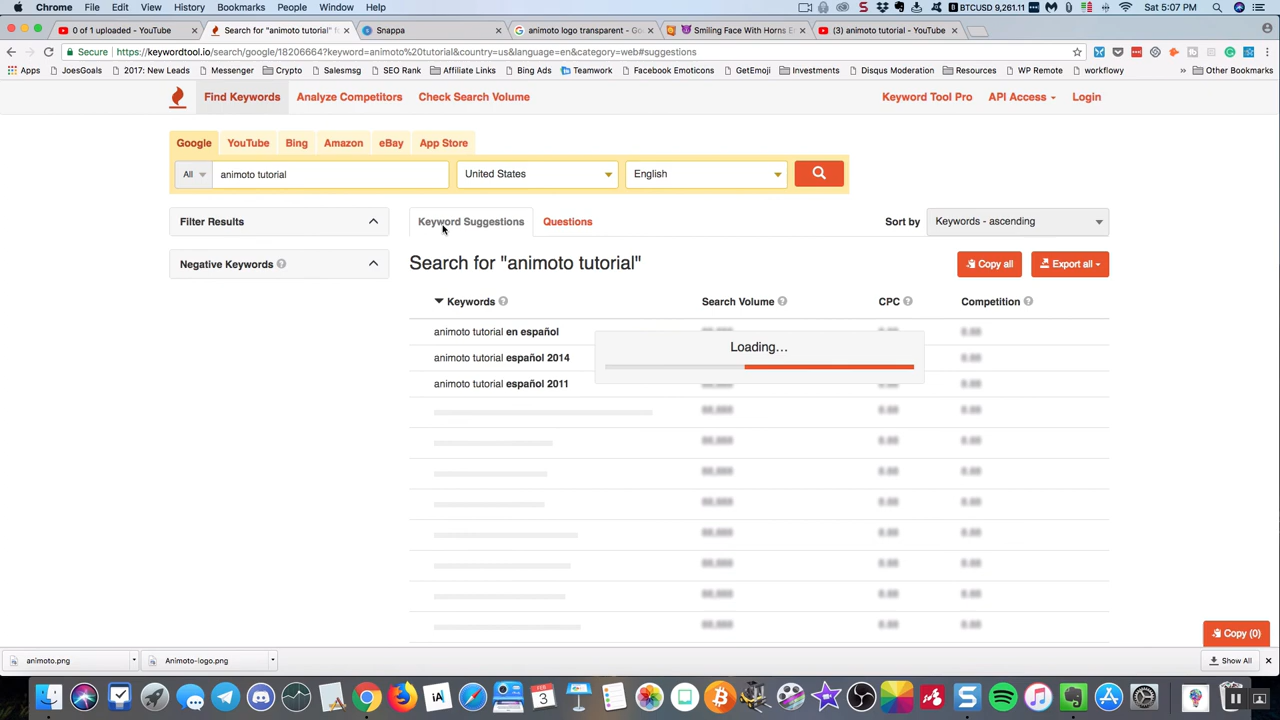 Chrome File Edit View History Bookmarks People Window Help BTCUSD 9,261.11 Sat 5:07 PM
0 of 1 uploaded - YouTube Search for "animoto tutorial" f Snappa animoto logo transparent - Go Smiling Face With Horns E (3) animoto tutorial - YouTube
Secure https://keywordtool.io/search/google/18206664?keyword=animoto%20tutorial&country=us&language=en&category=web#suggestions
Apps JoesGoals 2017: New Leads Messenger Crypto Salesmsg SEO Rank Affiliate Links Bing Ads Teamwork Facebook Emoticons GetEmoji Investments Disqus Moderation Resources WP Remote workflowy » Other Bookmarks
Find Keywords Analyze Competitors Check Search Volume Keyword Tool Pro API Access Login
Google YouTube Bing Amazon eBay App Store
All animoto tutorial United States English
Filter Results Keyword Suggestions Questions Sort by Keywords - ascending
Negative Keywords ? Search for "animoto tutorial" Copy all Export all
Keywords ? Search Volume ? CPC ? Competition ?
animoto tutorial en español
Loading...
animoto tutorial español 2014
animoto tutorial español 2011
Copy (0)
animoto.png Animoto-logo.png Show All